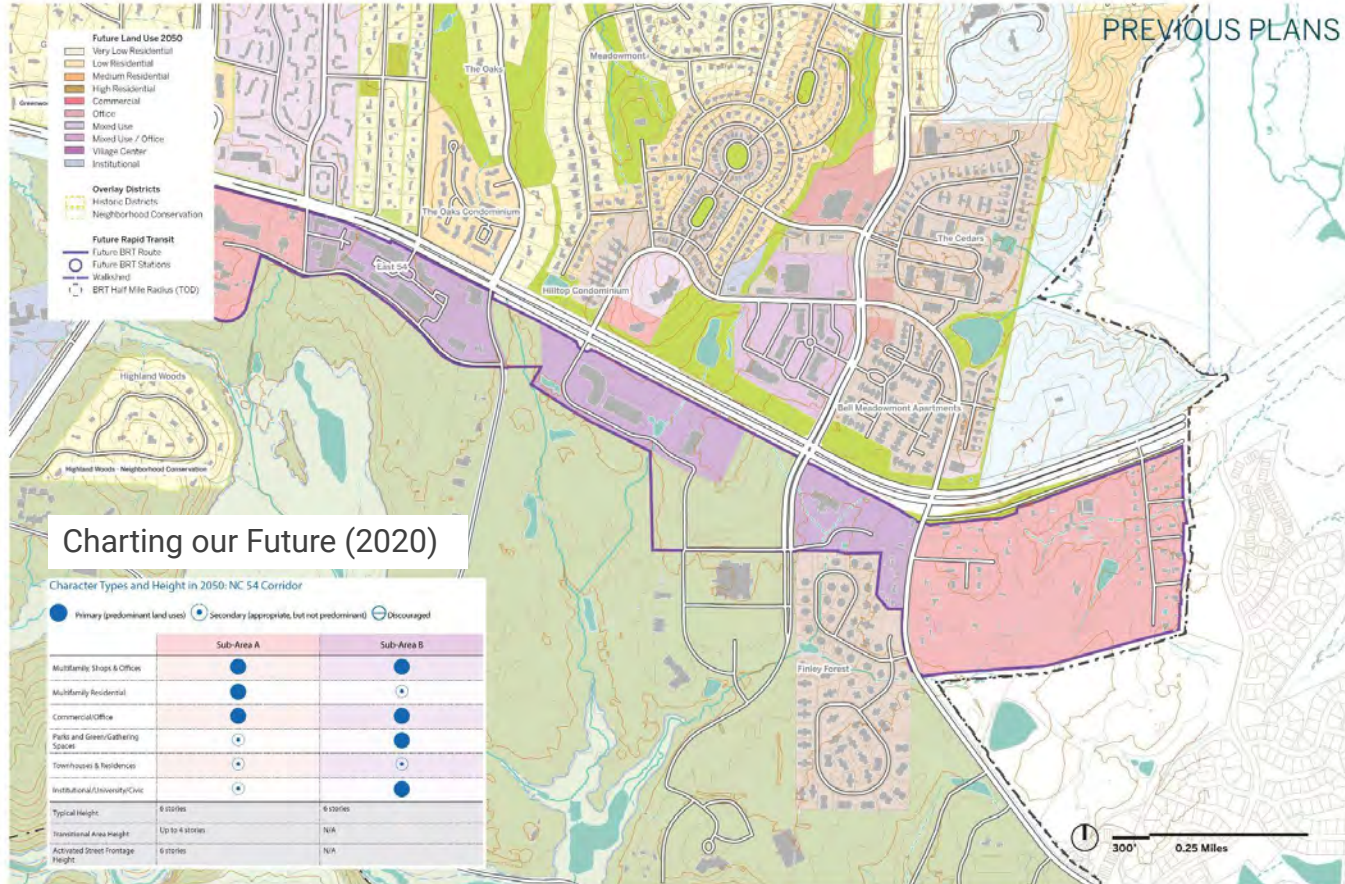 PREVIOUS PLANS
Future Land Use 2050
Very Low Residential
Low Residential
Medium Residential
High Residential
Commercial
Office
Mixed Use
Mixed Use / Office
Village Center
Institutional
Overlay Districts
Historic Districts
Neighborhood Conservation
Future Rapid Transit
Future BRT Route
Future BRT Stations
Walkshed
BRT Half Mile Radius (TOD)
The Oaks
Meadowmont
The Oaks Condominium
East 54
Hilltop Condominium
The Cedars
Bell Meadowmont Apartments
Highland Woods
Highland Woods - Neighborhood Conservation
Finley Forest
Charting our Future (2020)
Character Types and Height in 2050: NC 54 Corridor
Primary (predominant land uses) Secondary (appropriate, but not predominant) Discouraged
Sub-Area A Sub-Area B
Multifamily, Shops & Offices
Multifamily Residential
Commercial/Office
Parks and Green/Gathering
Spaces
Townhouses & Residences
Institutional/University/Civic
Typical Height 6 stories 6 stories
Transitional Area Height Up to 4 stories N/A
Activated Street Frontage
Height 6 stories N/A
300' 0.25 Miles